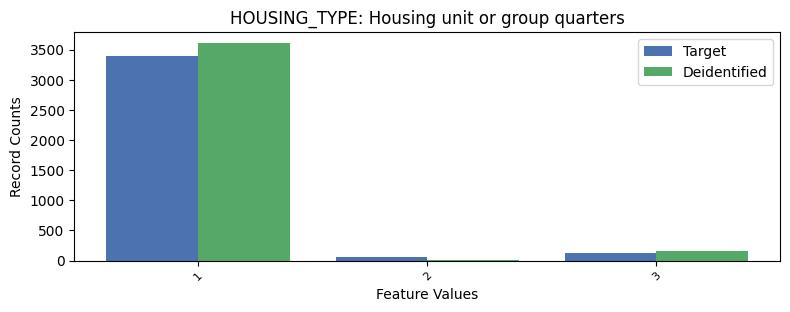 HOUSING_TYPE: Housing unit or group quarters
Target
Deidentified
Record Counts
3500
3000
2500
2000
1500
1000
500
0
1
2
3
Feature Values